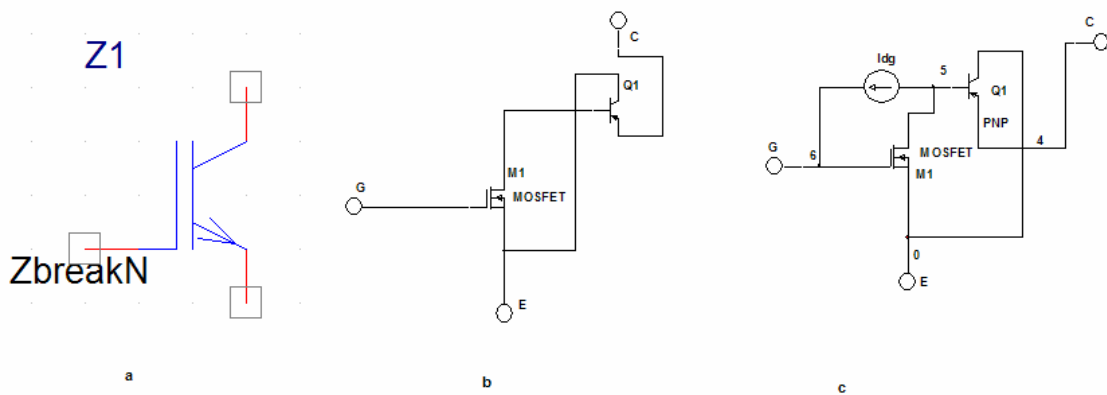 Z1
ZbreakN
a
C
Q1
M1
MOSFET
G
E
b
C
Idg
5
Q1
PNP
4
G
6
MOSFET
M1
0
E
c